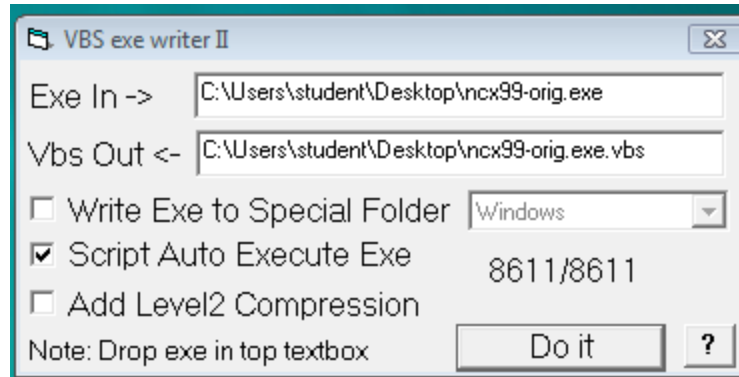 VBS exe writer II
Exe In -> C:\Users\student\Desktop\ncx99-orig.exe
Vbs Out <- C:\Users\student\Desktop\ncx99-orig.exe.vbs
Write Exe to Special Folder Windows
Script Auto Execute Exe
8611/8611
Add Level2 Compression
Note: Drop exe in top textbox Do it ?